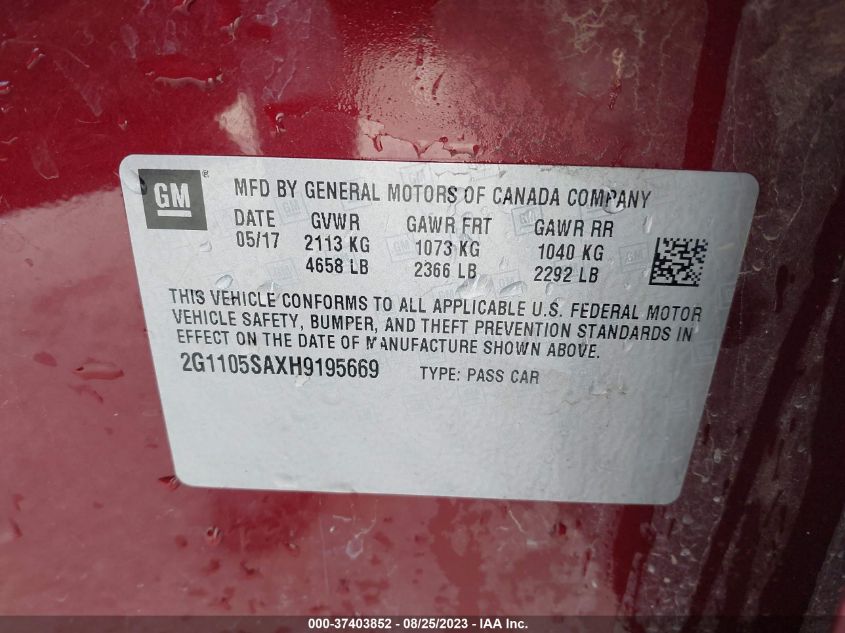 GM ®
MFD BY GENERAL MOTORS OF CANADA COMPANY
DATE GVWR GAWR FRT GAWR RR
05/17 2113 KG 1073 KG 1040 KG
4658 LB 2366 LB 2292 LB
THIS VEHICLE CONFORMS TO ALL APPLICABLE U.S. FEDERAL MOTOR
VEHICLE SAFETY, BUMPER, AND THEFT PREVENTION STANDARDS IN
EFFECT ON THE DATE OF MANUFACTURE SHOWN ABOVE.
2G1105SAXH9195669 TYPE: PASS CAR
000-37403852 - 08/25/2023 - IAA Inc.